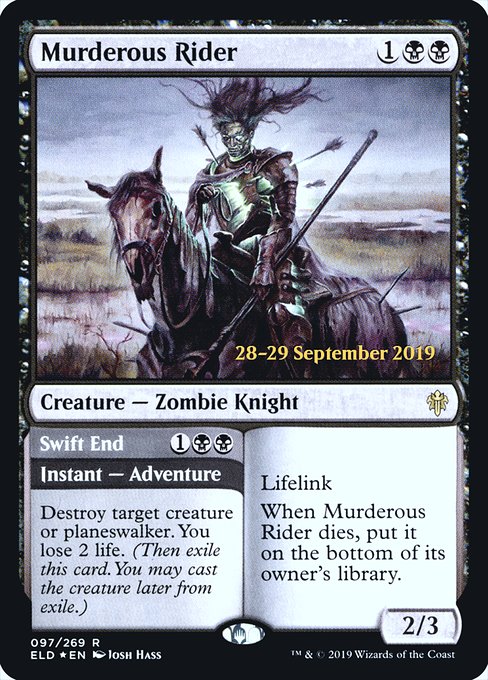 Murderous Rider 1
28–29 September 2019
Creature — Zombie Knight
Swift End 1
Instant — Adventure
Destroy target creature
or planeswalker. You
lose 2 life. (Then exile
this card. You may cast
the creature later from
exile.)
Lifelink
When Murderous
Rider dies, put it
on the bottom of its
owner's library.
2/3
097/269 R
ELD ★ EN Josh Hass
™ & © 2019 Wizards of the Coast